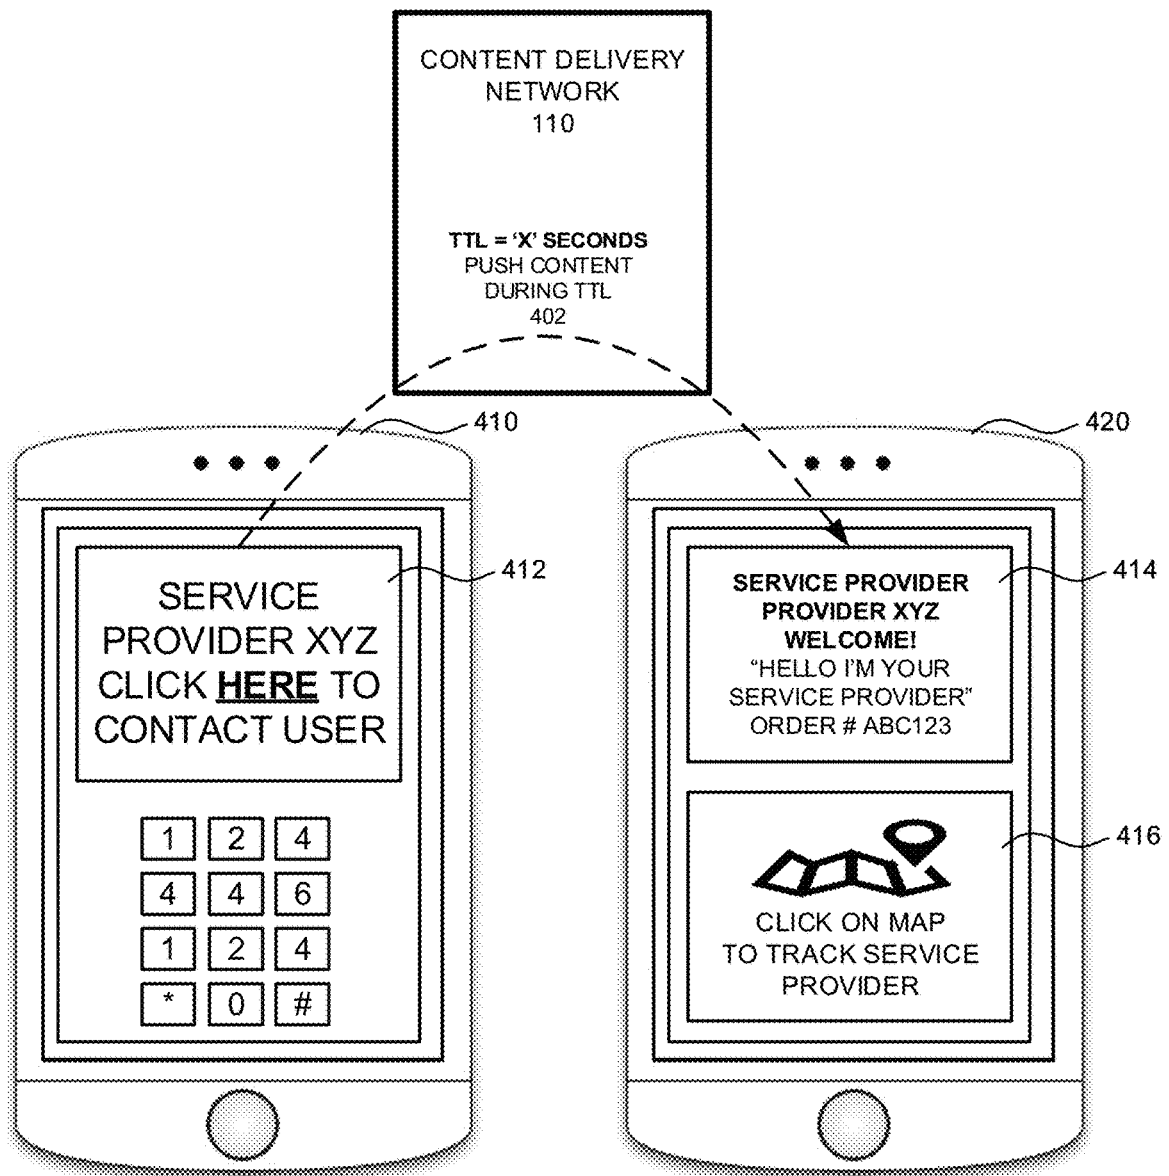 CONTENT DELIVERY
NETWORK
110
TTL = ‘X’ SECONDS
PUSH CONTENT
DURING TTL
402
410
420
SERVICE
PROVIDER XYZ
CLICK HERE TO
CONTACT USER
412
1 2 4
4 4 6
1 2 4
* 0 #
SERVICE PROVIDER
PROVIDER XYZ
WELCOME!
“HELLO I’M YOUR
SERVICE PROVIDER”
ORDER # ABC123
414
416
CLICK ON MAP
TO TRACK SERVICE
PROVIDER